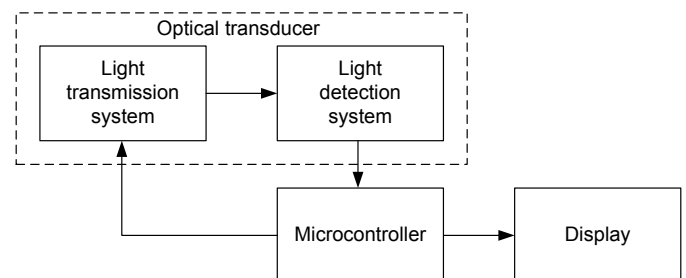 Optical transducer
Light
transmission
system
Light
detection
system
Microcontroller
Display